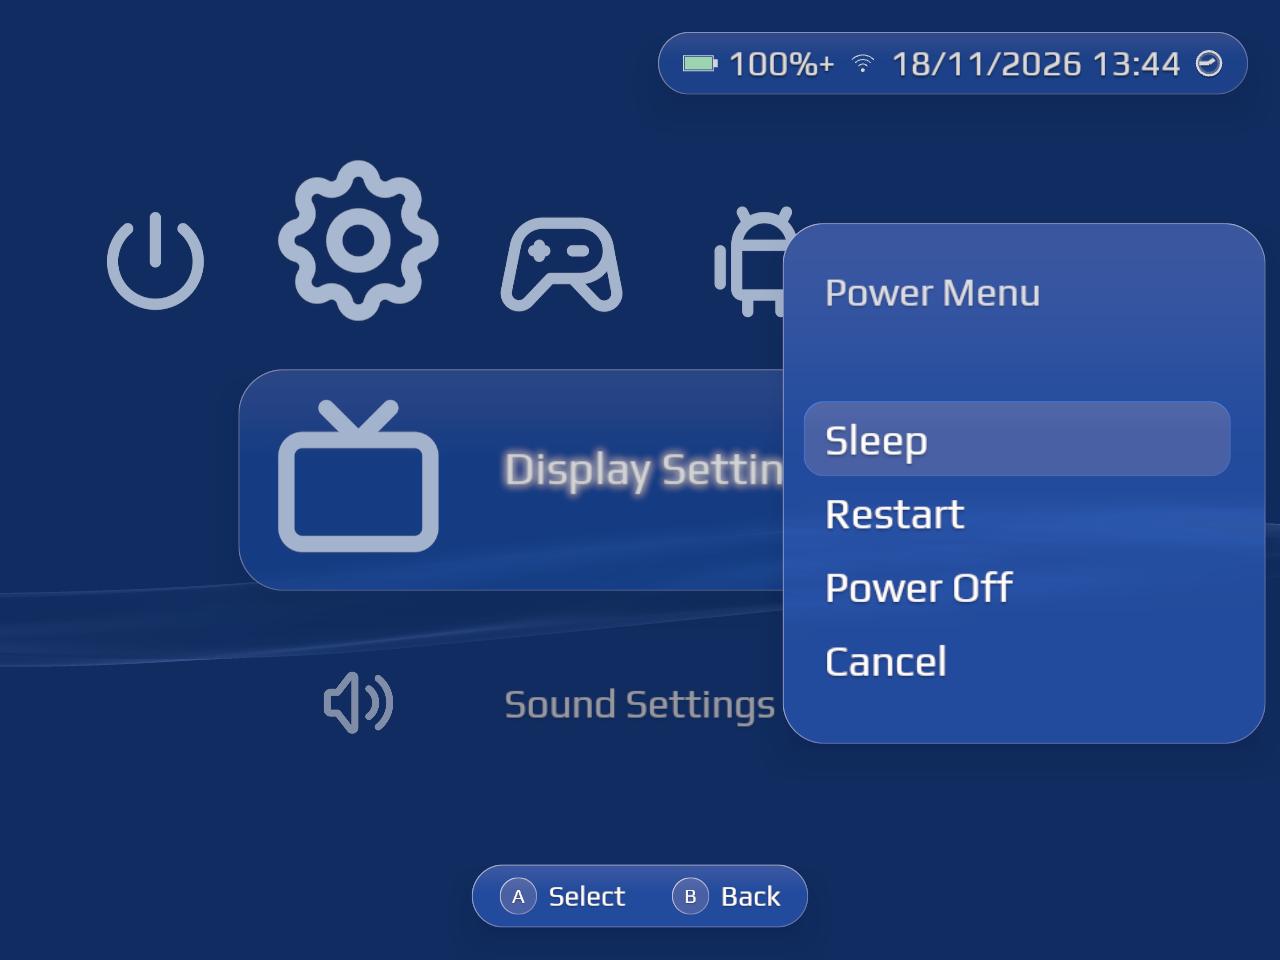 100%+ 18/11/2026 13:44
Power Menu
Sleep
Display Settin
Restart
Power Off
Cancel
Sound Settings
A Select B Back